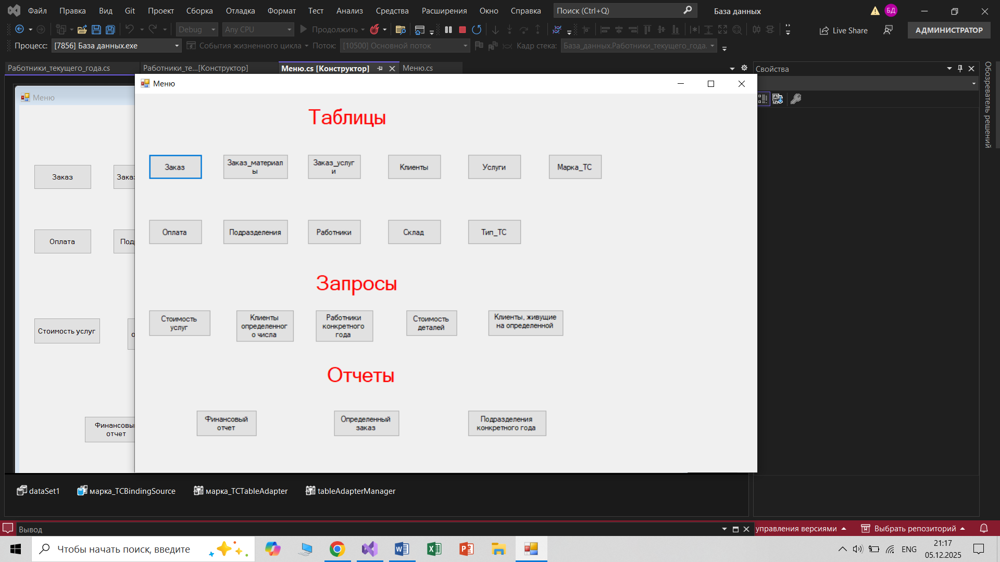 Файл Правка Вид Git Проект Сборка Отладка Формат Тест Анализ Средства Расширения Окно Справка Поиск (Ctrl+Q) База данных БД
Debug Any CPU Продолжить Live Share АДМИНИСТРАТОР
Процесс: [7856] База данных.exe События жизненного цикла Поток: [10500] Основной поток Кадр стека: База_данных.Работники_текущего_года.
Работники_текущего_года.cs Работники_те...[Конструктор] Меню.cs [Конструктор] Меню.cs Свойства
Обозреватель решений
Меню
Заказ Заказ
Оплата Под
Стоимость услуг о
Финансовый
отчет
Меню
Таблицы
Заказ
Заказ_материал
ы
Заказ_услуг
и
Клиенты
Услуги
Марка_ТС
Оплата
Подразделения
Работники
Склад
Тип_ТС
Запросы
Стоимость
услуг
Клиенты
определенног
о числа
Работники
конкретного
года
Стоимость
деталей
Клиенты, живущие
на определенной
Отчеты
Финансовый
отчет
Определенный
заказ
Подразделения
конкретного года
dataSet1 марка_ТСBindingSource марка_ТСTableAdapter tableAdapterManager
Вывод
управления версиями Выбрать репозиторий
Чтобы начать поиск, введите
ENG
21:17
05.12.2025